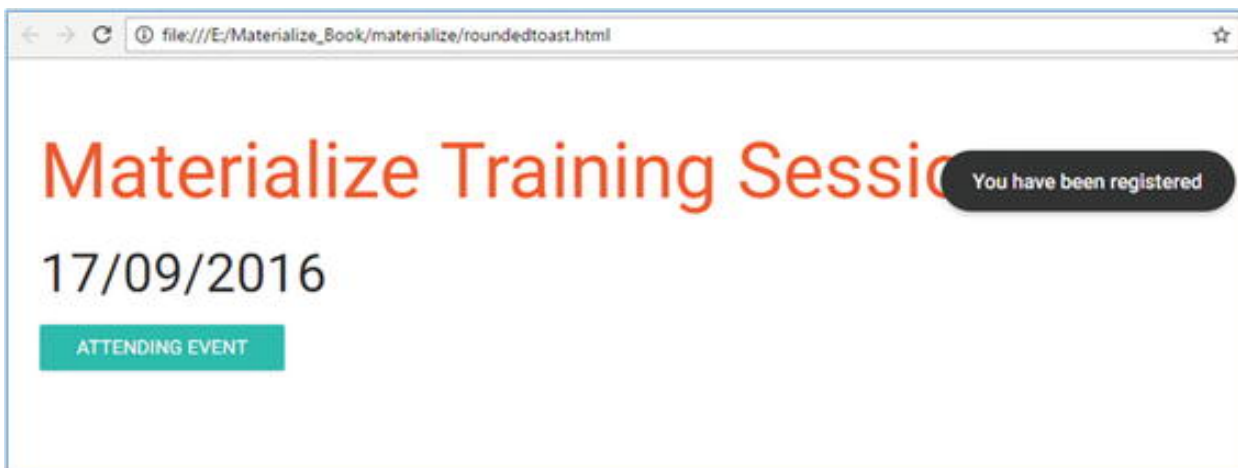 file:///E:/Materialize_Book/materialize/roundedtoast.html
Materialize Training Sessio
You have been registered
17/09/2016
ATTENDING EVENT